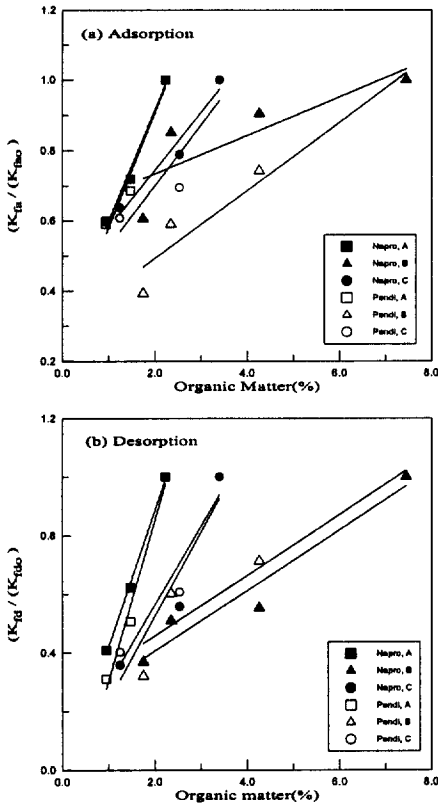 1.2
(a) Adsorption
1.0
0.8
0.6
0.4
0.2
(K_fa / (K_fao
Napro, A
Napro, B
Napro, C
Pendi, A
Pendi, B
Pendi, C
0.0 2.0 4.0 6.0 8.0
Organic Matter(%)
1.2
(b) Desorption
0.8
0.4
0.0
(K_fd / (K_fdo
Napro, A
Napro, B
Napro, C
Pendi, A
Pendi, B
Pendi, C
0.0 2.0 4.0 6.0 8.0
Organic matter(%)